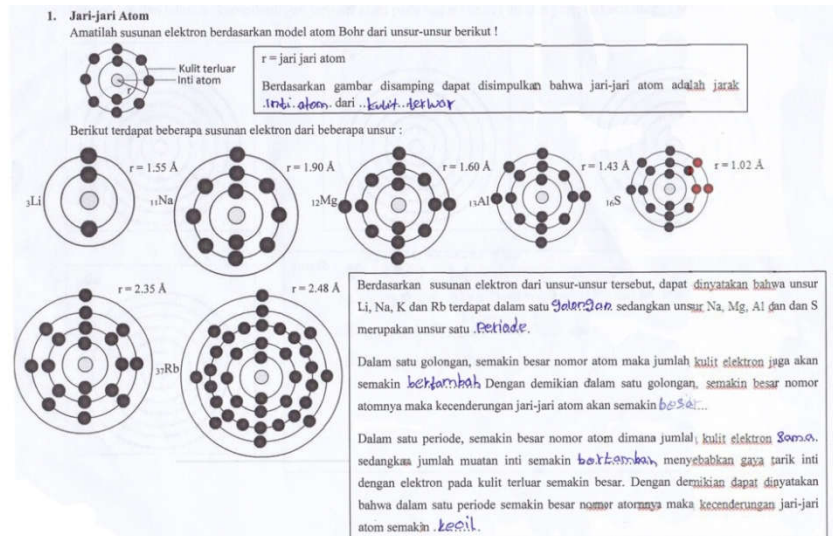 1. Jari-jari Atom
Amatilah susunan elektron berdasarkan model atom Bohr dari unsur-unsur berikut !
Kulit terluar
Inti atom
r
r = jari jari atom
Berdasarkan gambar disamping dapat disimpulkan bahwa jari-jari atom adalah jarak
.inti.atom. dari ..kulit..terluar
Berikut terdapat beberapa susunan elektron dari beberapa unsur :
₃Li
r = 1.55 Å
₁₁Na
r = 1.90 Å
₁₂Mg
r = 1.60 Å
₁₃Al
r = 1.43 Å
₁₆S
r = 1.02 Å
r = 2.35 Å
₃₇Rb
r = 2.48 Å
Berdasarkan susunan elektron dari unsur-unsur tersebut, dapat dinyatakan bahwa unsur
Li, Na, K dan Rb terdapat dalam satu golongan. sedangkan unsur Na, Mg, Al dan dan S
merupakan unsur satu .Periode.
Dalam satu golongan, semakin besar nomor atom maka jumlah kulit elektron juga akan
semakin bertambah Dengan demikian dalam satu golongan, semakin besar nomor
atomnya maka kecenderungan jari-jari atom akan semakin besar...
Dalam satu periode, semakin besar nomor atom dimana jumlah kulit elektron Sama.
sedangkan jumlah muatan inti semakin bertambah, menyebabkan gaya tarik inti
dengan elektron pada kulit terluar semakin besar. Dengan demikian dapat dinyatakan
bahwa dalam satu periode semakin besar nomor atomnya maka kecenderungan jari-jari
atom semakin .kecil.